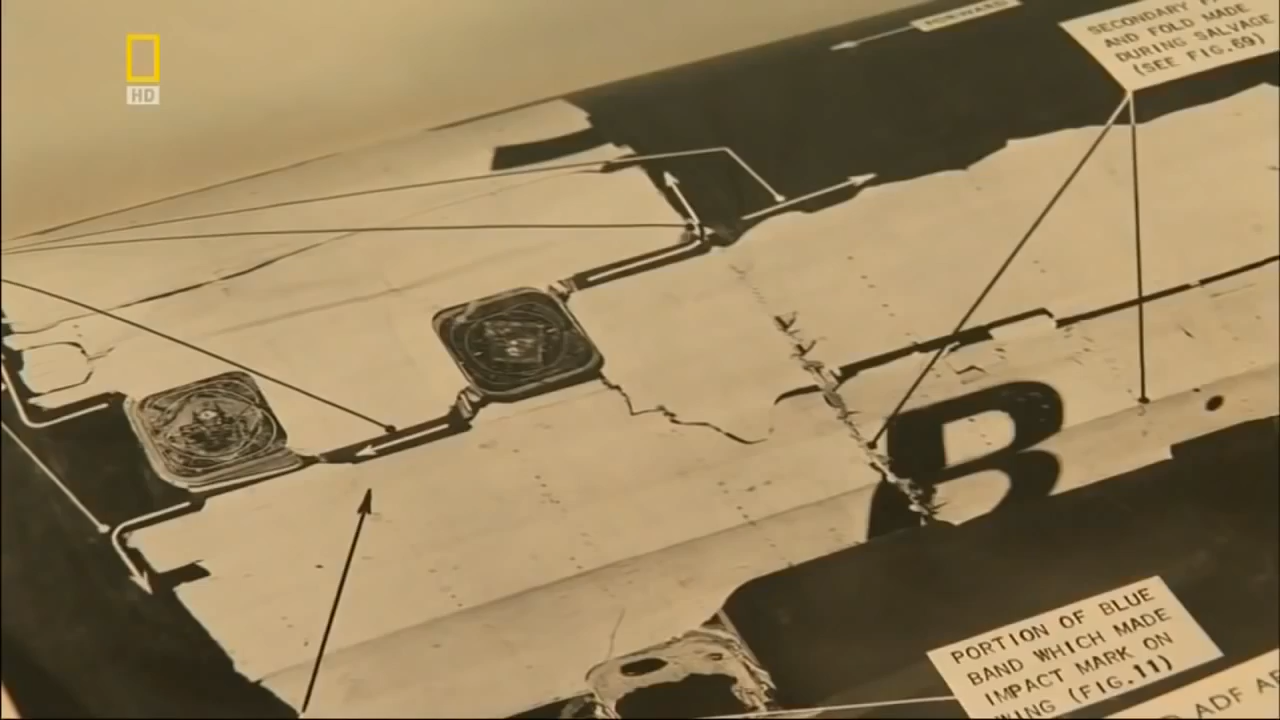 HD
FORWARD
SECONDARY
AND FOLD MADE
DURING SALVAGE
(SEE FIG.69)
B
PORTION OF BLUE
BAND WHICH MADE
IMPACT MARK ON
WING (FIG.11)
ADF